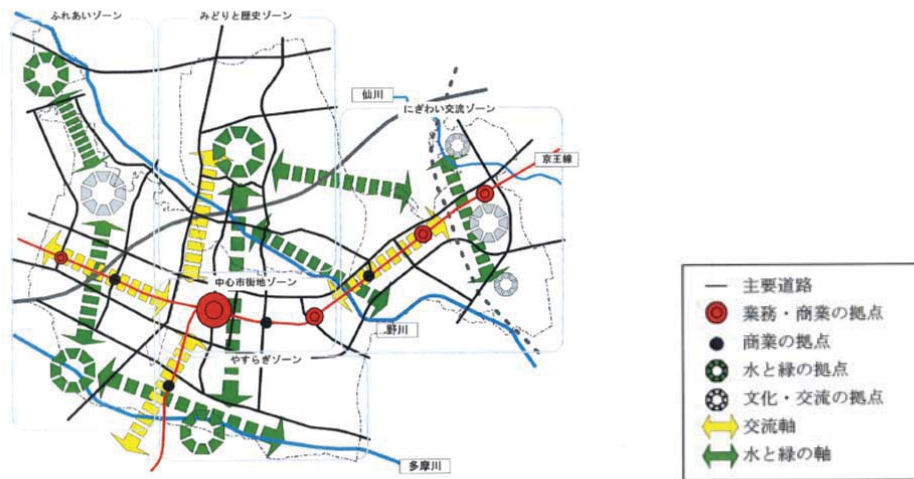 ふれあいゾーン
みどりと歴史ゾーン
仙川
にぎわい交流ゾーン
京王線
中心市街地ゾーン
野川
やすらぎゾーン
多摩川
主要道路
業務・商業の拠点
商業の拠点
水と緑の拠点
文化・交流の拠点
交流軸
水と緑の軸